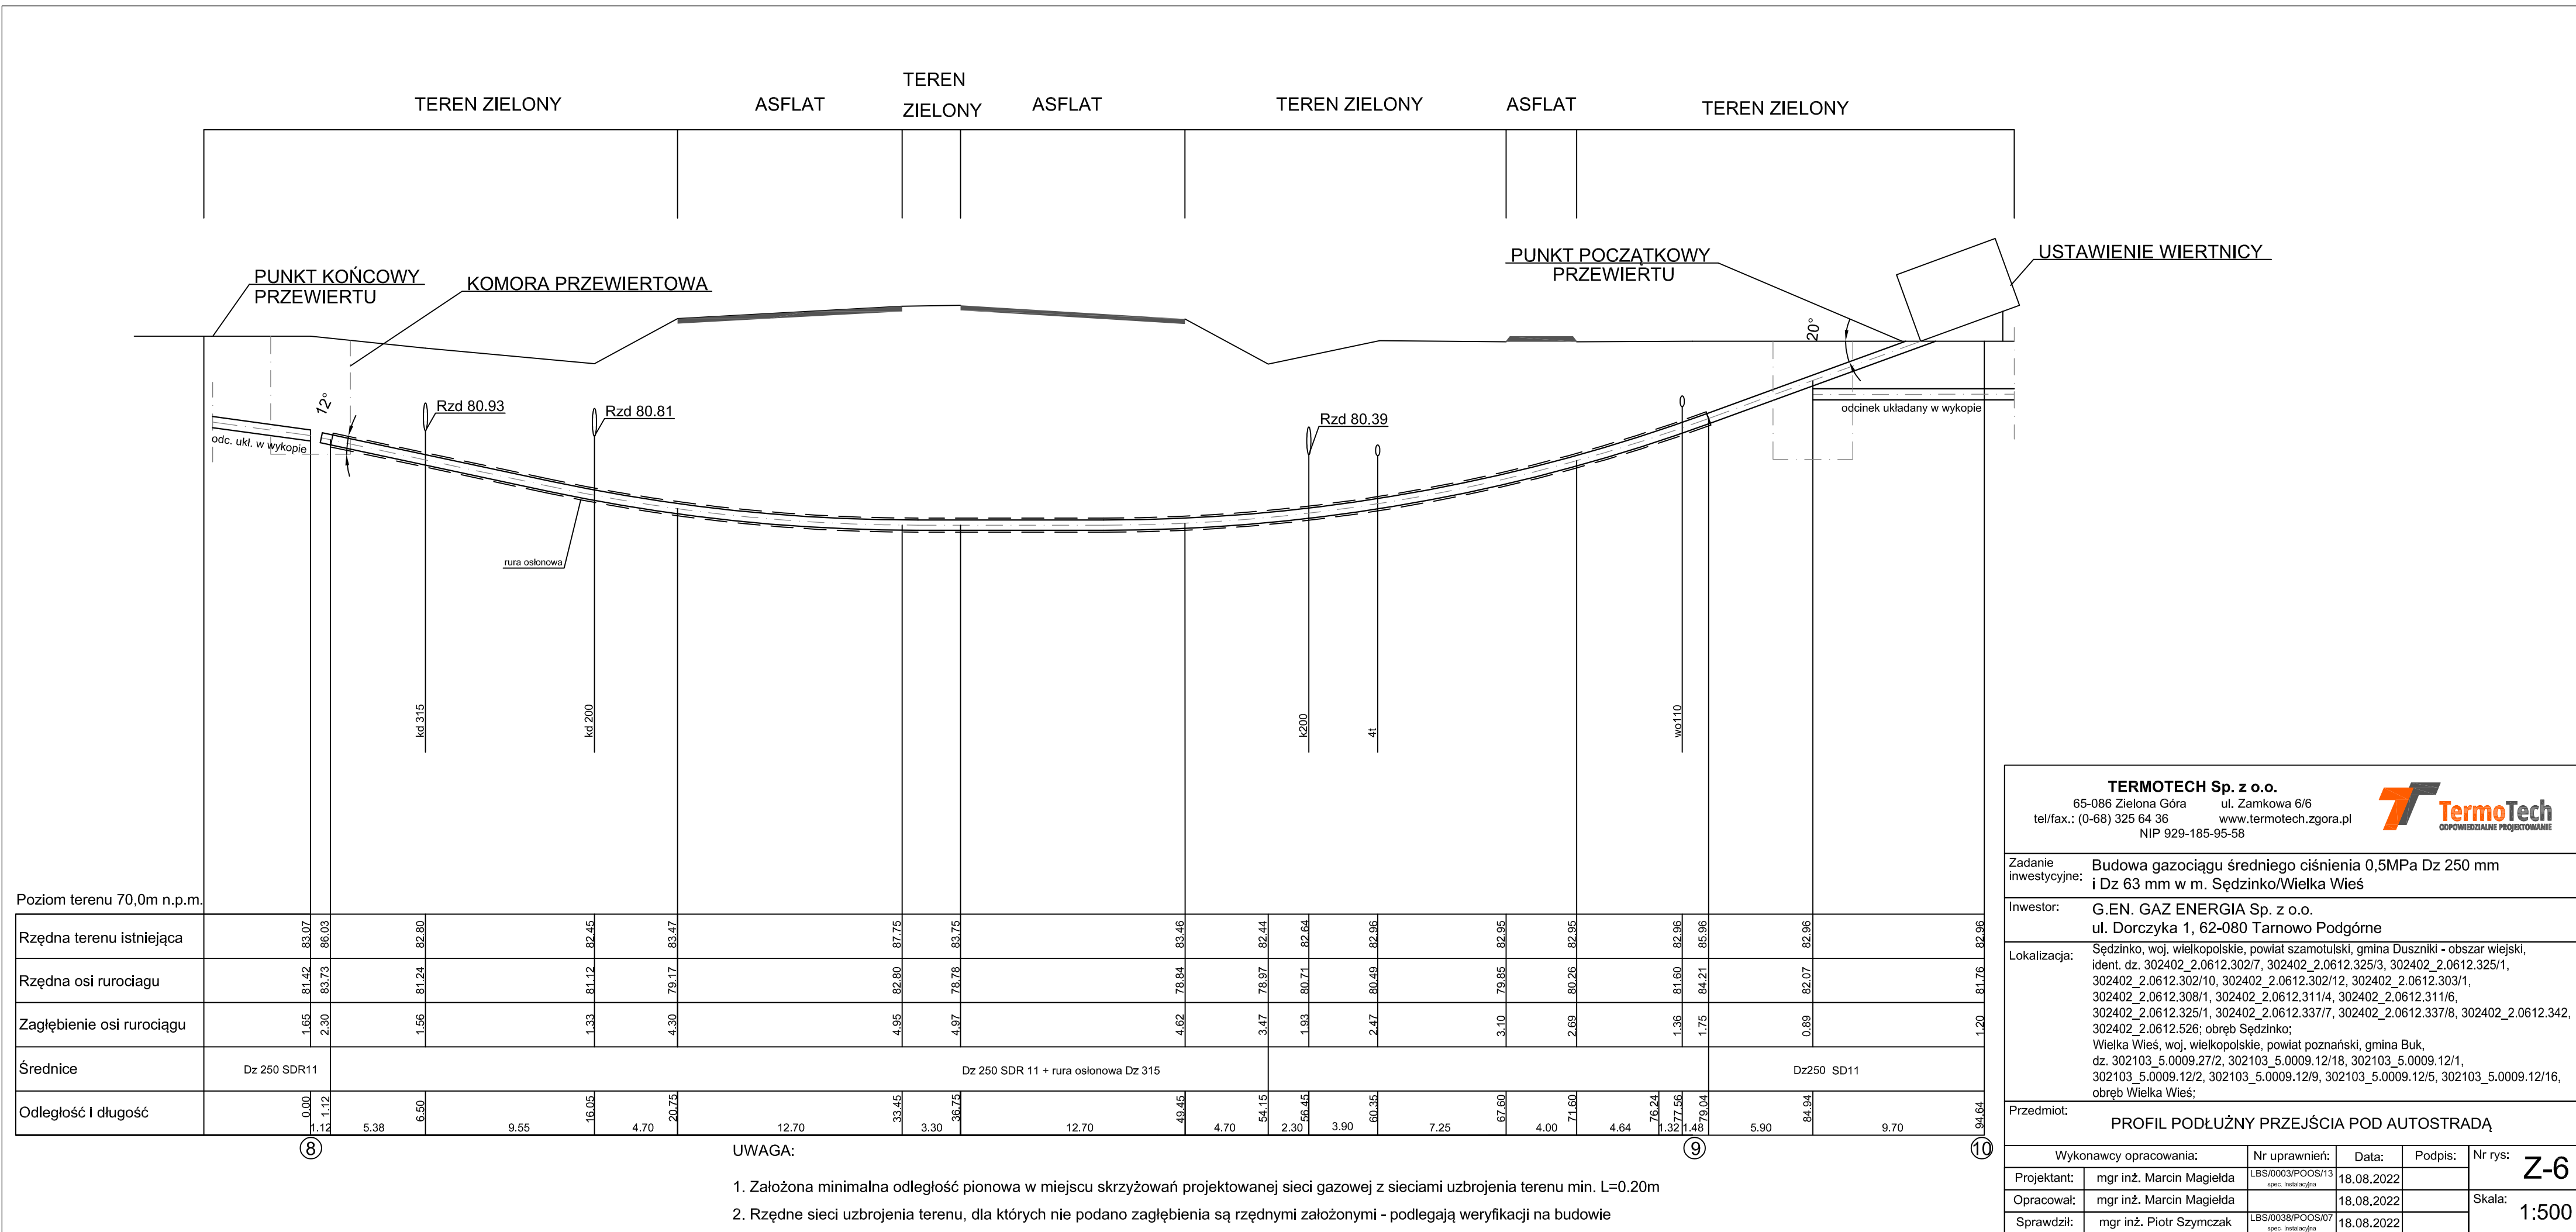 TEREN ZIELONY
ASFLAT
TEREN
ZIELONY
ASFLAT
TEREN ZIELONY
ASFLAT
TEREN ZIELONY
PUNKT KOŃCOWY
PRZEWIERTU
KOMORA PRZEWIERTOWA
PUNKT POCZĄTKOWY
PRZEWIERTU
USTAWIENIE WIERTNICY
20°
12°
Rzd 80.93
Rzd 80.81
Rzd 80.39
odc. ukł. w wykopie
odcinek układany w wykopie
rura osłonowa
kd 315
kd 200
k200
4t
wo110
Poziom terenu 70,0m n.p.m.
Rzędna terenu istniejąca
83.07 86.03 82.80 82.45 83.47 87.75 83.75 83.46 82.44 82.64 82.96 82.95 82.95 82.96 85.96 82.96 82.96
Rzędna osi rurociagu
81.42 83.73 81.24 81.12 79.17 82.80 78.78 78.84 78.97 80.71 80.49 79.85 80.26 81.60 84.21 82.07 81.76
Zagłębienie osi rurociągu
1.65 2.30 1.56 1.33 4.30 4.95 4.97 4.62 3.47 1.93 2.47 3.10 2.69 1.36 1.75 0.89 1.20
Średnice
Dz 250 SDR11
Dz 250 SDR 11 + rura osłonowa Dz 315
Dz250 SD11
Odległość i długość
0.00 1.12 6.50 16.05 20.75 33.45 36.75 49.45 54.15 56.45 60.35 67.60 71.60 76.24 77.56 79.04 84.94 94.64
1.12 5.38 9.55 4.70 12.70 3.30 12.70 4.70 2.30 3.90 7.25 4.00 4.64 1.32 1.48 5.90 9.70
8
9
10
UWAGA:
1. Założona minimalna odległość pionowa w miejscu skrzyżowań projektowanej sieci gazowej z sieciami uzbrojenia terenu min. L=0.20m
2. Rzędne sieci uzbrojenia terenu, dla których nie podano zagłębienia są rzędnymi założonymi - podlegają weryfikacji na budowie
TERMOTECH Sp. z o.o.
65-086 Zielona Góra ul. Zamkowa 6/6
tel/fax.: (0-68) 325 64 36 www.termotech.zgora.pl
NIP 929-185-95-58
TermoTech
ODPOWIEDZIALNE PROJEKTOWANIE
Zadanie
inwestycyjne:
Budowa gazociągu średniego ciśnienia 0,5MPa Dz 250 mm
i Dz 63 mm w m. Sędzinko/Wielka Wieś
Inwestor:
G.EN. GAZ ENERGIA Sp. z o.o.
ul. Dorczyka 1, 62-080 Tarnowo Podgórne
Lokalizacja:
Sędzinko, woj. wielkopolskie, powiat szamotulski, gmina Duszniki - obszar wiejski,
ident. dz. 302402_2.0612.302/7, 302402_2.0612.325/3, 302402_2.0612.325/1,
302402_2.0612.302/10, 302402_2.0612.302/12, 302402_2.0612.303/1,
302402_2.0612.308/1, 302402_2.0612.311/4, 302402_2.0612.311/6,
302402_2.0612.325/1, 302402_2.0612.337/7, 302402_2.0612.337/8, 302402_2.0612.342,
302402_2.0612.526; obręb Sędzinko;
Wielka Wieś, woj. wielkopolskie, powiat poznański, gmina Buk,
dz. 302103_5.0009.27/2, 302103_5.0009.12/18, 302103_5.0009.12/1,
302103_5.0009.12/2, 302103_5.0009.12/9, 302103_5.0009.12/5, 302103_5.0009.12/16,
obręb Wielka Wieś;
Przedmiot:
PROFIL PODŁUŻNY PRZEJŚCIA POD AUTOSTRADĄ
Wykonawcy opracowania: Nr uprawnień: Data: Podpis: Nr rys: Z-6
Projektant: mgr inż. Marcin Magiełda LBS/0003/POOS/13 18.08.2022
spec. Instalacyjna
Opracował: mgr inż. Marcin Magiełda 18.08.2022 Skala: 1:500
Sprawdził: mgr inż. Piotr Szymczak LBS/0038/POOS/07 18.08.2022
spec. instalacyjna